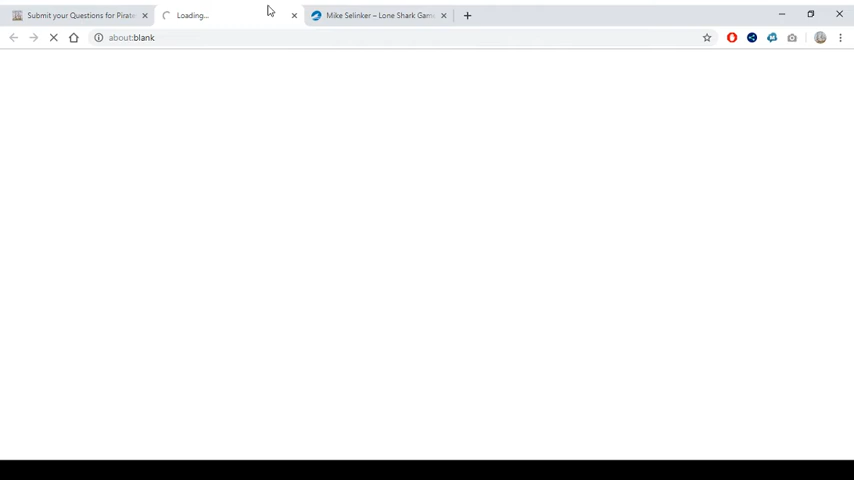 Submit your Questions for Pirate
Loading...
Mike Selinker – Lone Shark Gam
about:blank